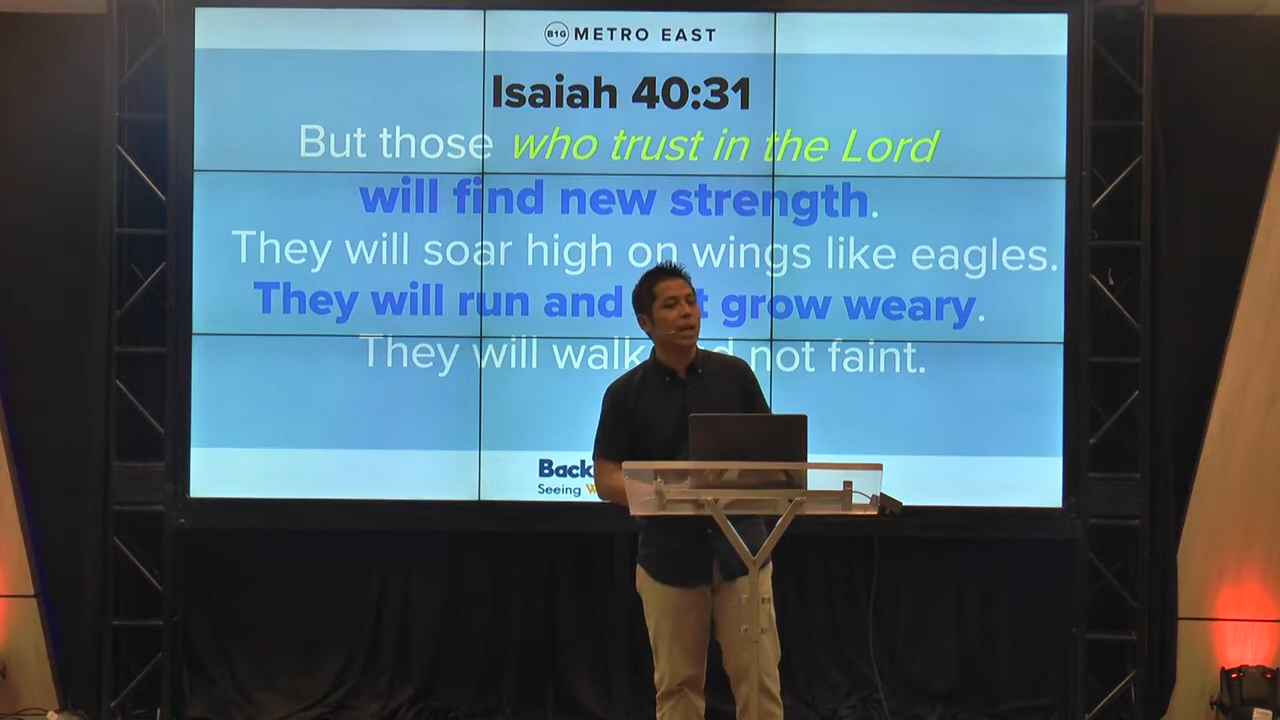 B1G METRO EAST
Isaiah 40:31
But those who trust in the Lord
will find new strength.
They will soar high on wings like eagles.
They will run and grow weary.
They will walk not faint.
Back
Seeing